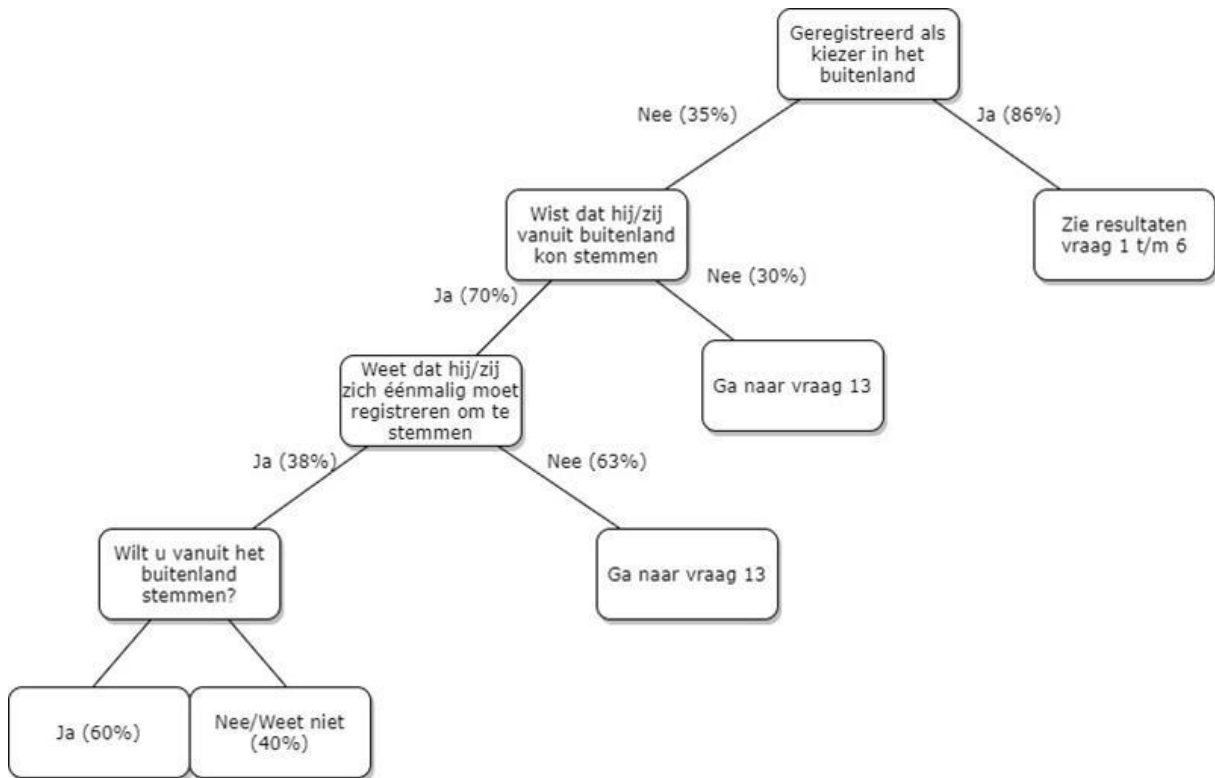 Geregistreerd als
kiezer in het
buitenland
Nee (35%)
Ja (86%)
Wist dat hij/zij
vanuit buitenland
kon stemmen
Zie resultaten
vraag 1 t/m 6
Ja (70%)
Nee (30%)
Weet dat hij/zij
zich éénmalig moet
registreren om te
stemmen
Ga naar vraag 13
Ja (38%)
Nee (63%)
Wilt u vanuit het
buitenland
stemmen?
Ga naar vraag 13
Ja (60%)
Nee/Weet niet
(40%)